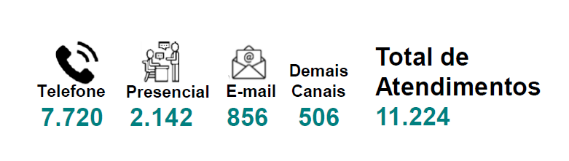 Telefone
7.720
Presencial
2.142
E-mail
856
Demais
Canais
506
Total de
Atendimentos
11.224